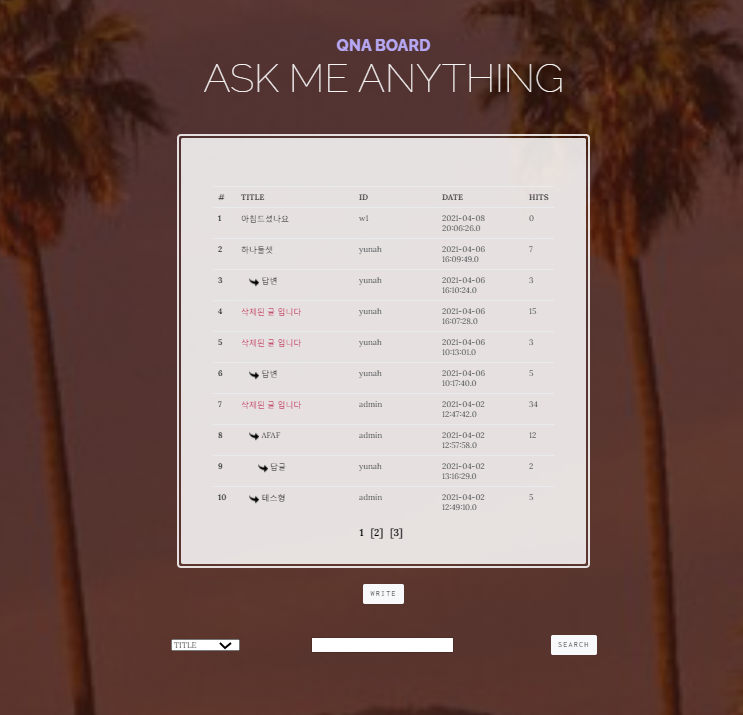 QNA BOARD
ASK ME ANYTHING
# TITLE ID DATE HITS
1 아침드셨나요 w1 2021-04-08 0
20:06:26.0
2 하나둘셋 yunah 2021-04-06 7
16:09:49.0
3 답변 yunah 2021-04-06 3
16:10:24.0
4 삭제된 글 입니다 yunah 2021-04-06 15
16:07:28.0
5 삭제된 글 입니다 yunah 2021-04-06 3
10:13:01.0
6 답변 yunah 2021-04-06 5
10:17:40.0
7 삭제된 글 입니다 admin 2021-04-02 34
12:47:42.0
8 AFAF admin 2021-04-02 12
12:57:58.0
9 답글 yunah 2021-04-02 2
13:16:29.0
10 테스형 admin 2021-04-02 5
12:49:10.0
1 [2] [3]
WRITE
TITLE SEARCH